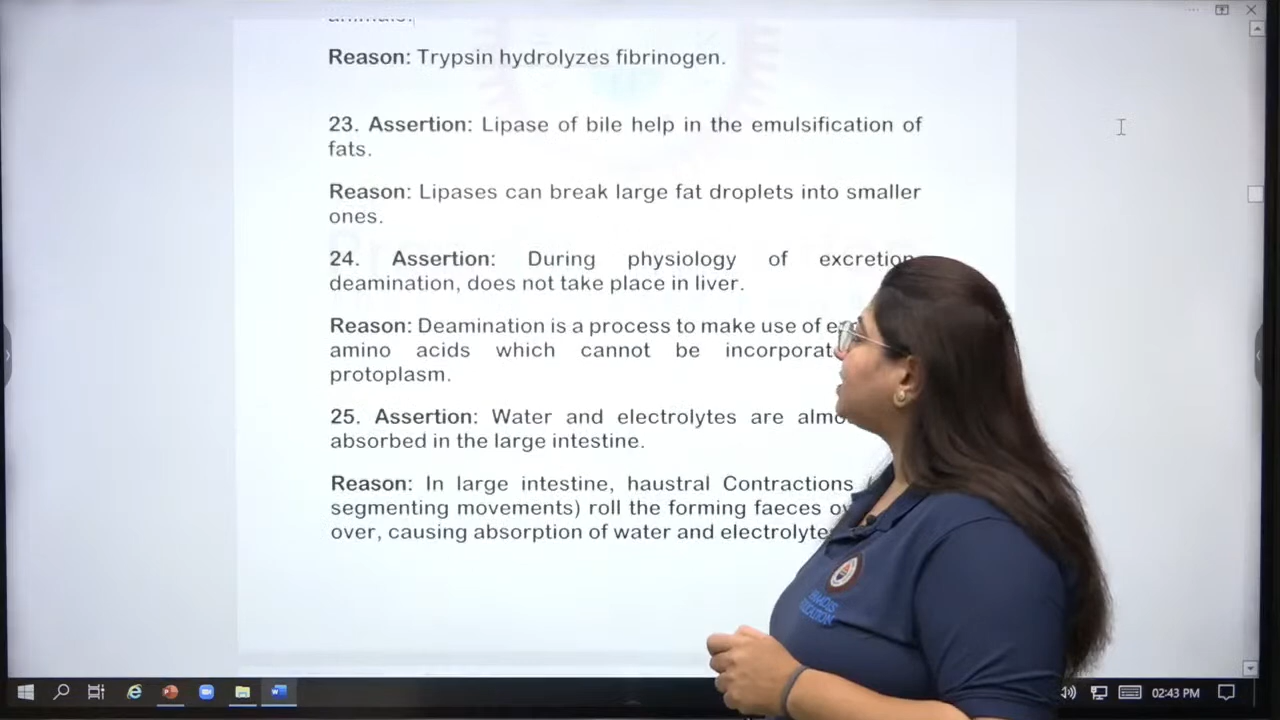 animals.
Reason: Trypsin hydrolyzes fibrinogen.
23. Assertion: Lipase of bile help in the emulsification of
fats.
Reason: Lipases can break large fat droplets into smaller
ones.
24. Assertion: During physiology of excretion
deamination, does not take place in liver.
Reason: Deamination is a process to make use of
amino acids which cannot be
protoplasm.
25. Assertion: Water and electrolytes are
absorbed in the large intestine.
Reason: In large intestine, haustral Contractions
segmenting movements) roll the forming faeces
over, causing absorption of water and
EDUCATION
02:43 PM